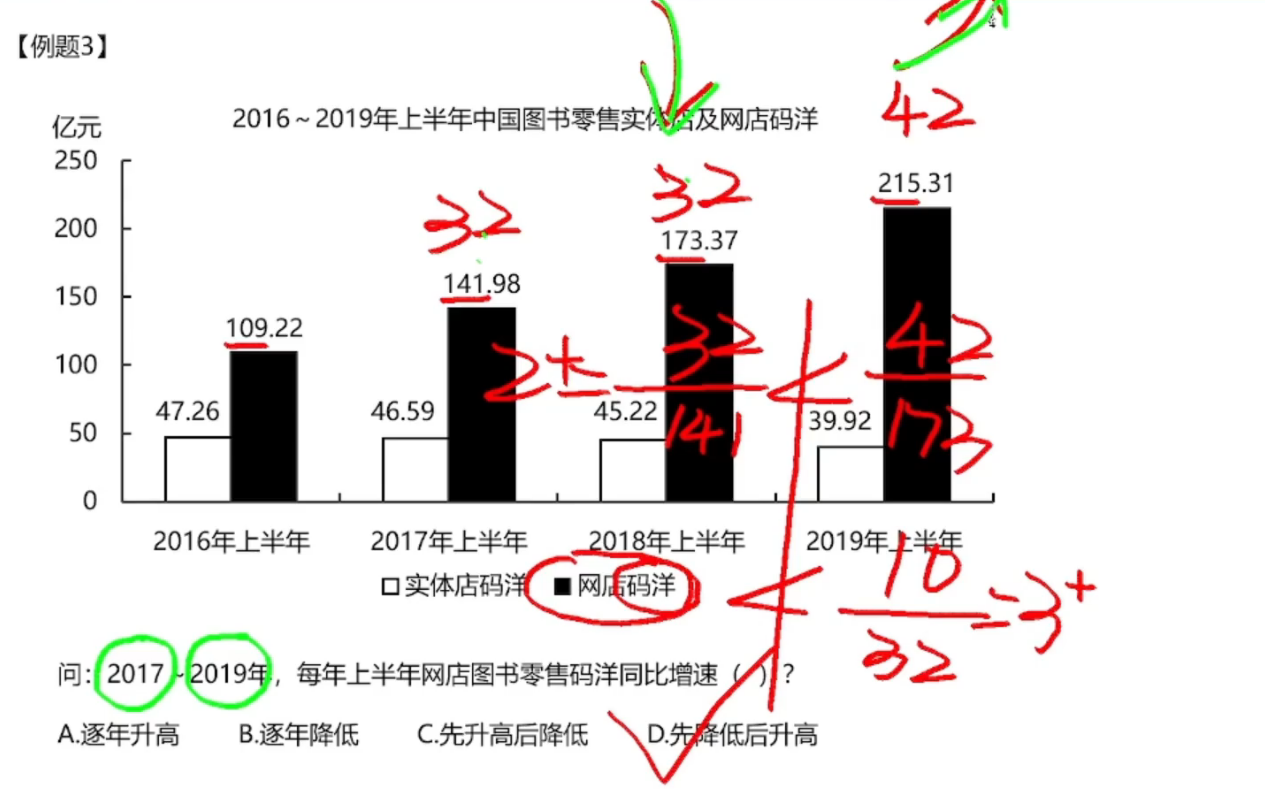 【例题3】
42
2016～2019年上半年中国图书零售实体店及网店码洋
亿元
250
200
150
100
50
0
32
32
215.31
173.37
141.98
109.22
47.26
46.59
45.22
39.92
2± 32/141 < 42/173
2016年上半年
2017年上半年
2018年上半年
2019年上半年
实体店码洋
网店码洋
< 10/32 = 3+
问：2017~2019年，每年上半年网店图书零售码洋同比增速（ ）？
A.逐年升高 B.逐年降低 C.先升高后降低 D.先降低后升高